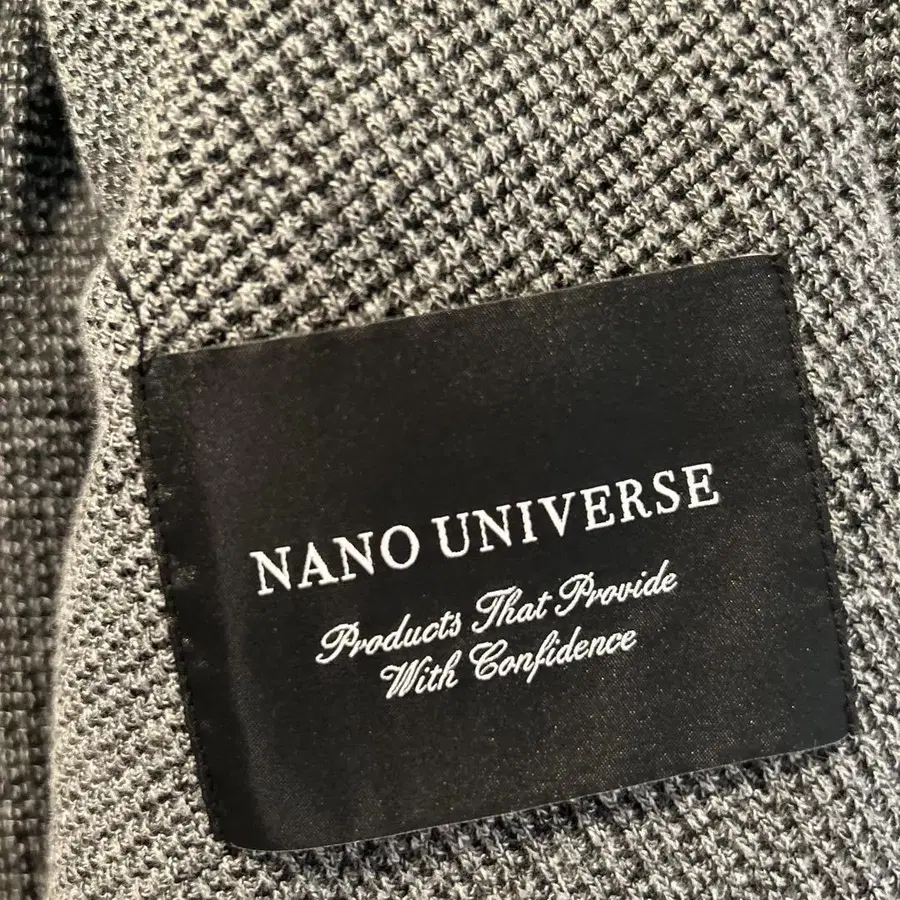 NANO UNIVERSE
Products That Provide
With Confidence